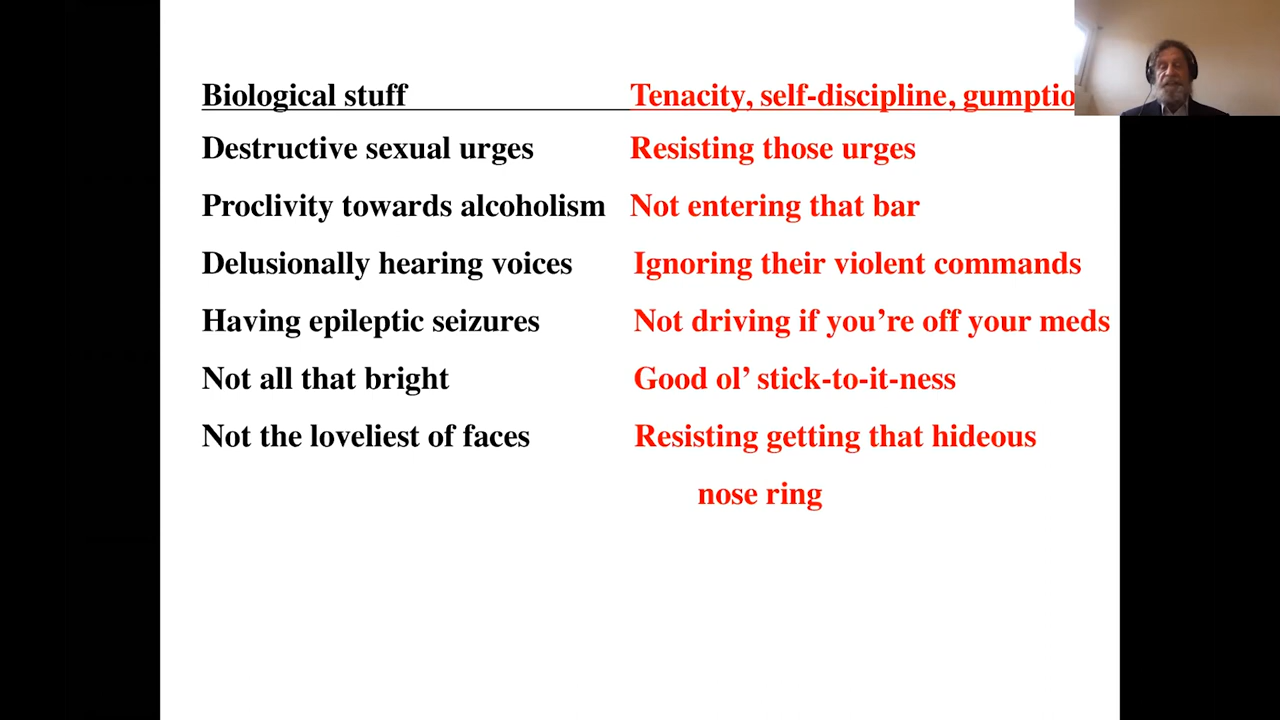 Biological stuff Tenacity, self-discipline, gumptio
Destructive sexual urges Resisting those urges
Proclivity towards alcoholism Not entering that bar
Delusionally hearing voices Ignoring their violent commands
Having epileptic seizures Not driving if you’re off your meds
Not all that bright Good ol’ stick-to-it-ness
Not the loveliest of faces Resisting getting that hideous
nose ring